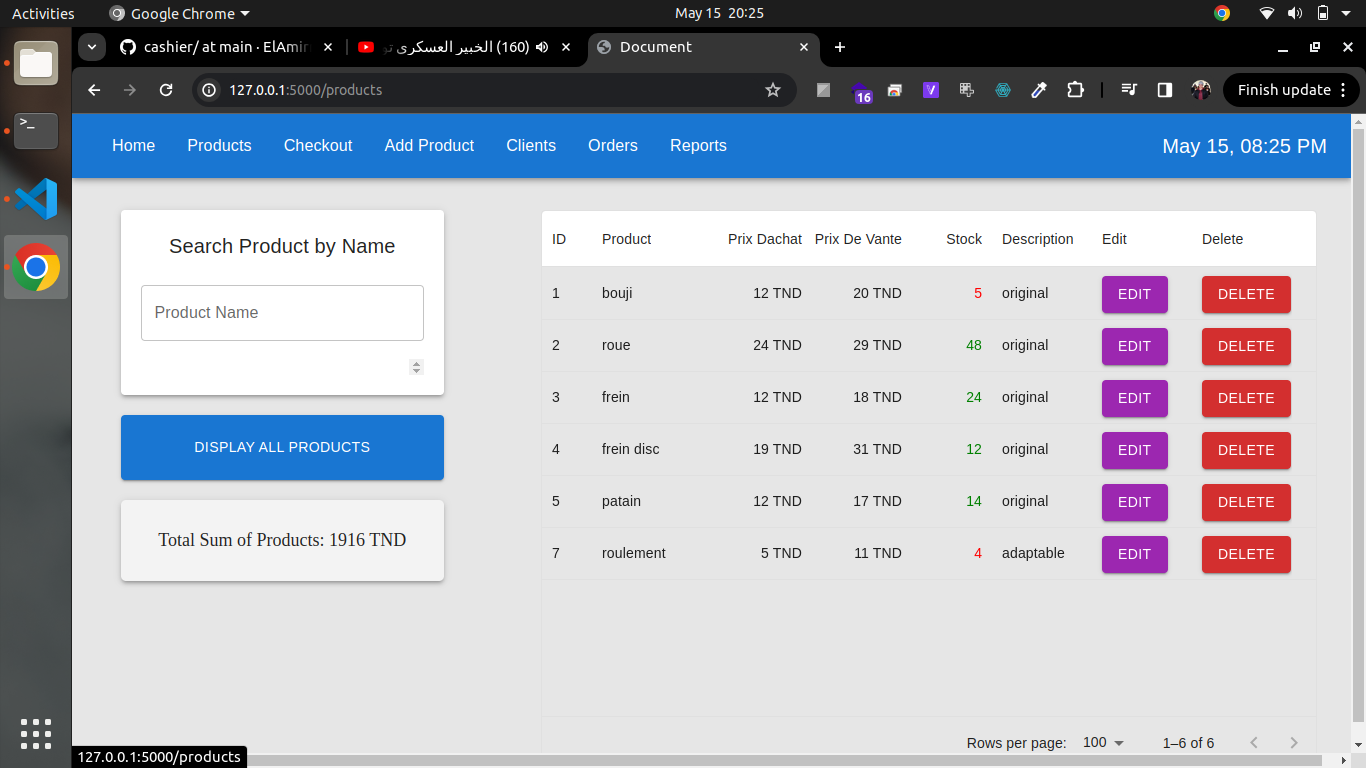 Activities Google Chrome May 15 20:25
cashier/ at main · ElAmir (160) الخبير العسكري تو Document
127.0.0.1:5000/products 16 Finish update
Home Products Checkout Add Product Clients Orders Reports May 15, 08:25 PM
Search Product by Name
Product Name
DISPLAY ALL PRODUCTS
Total Sum of Products: 1916 TND
ID Product Prix Dachat Prix De Vante Stock Description Edit Delete
1 bouji 12 TND 20 TND 5 original EDIT DELETE
2 roue 24 TND 29 TND 48 original EDIT DELETE
3 frein 12 TND 18 TND 24 original EDIT DELETE
4 frein disc 19 TND 31 TND 12 original EDIT DELETE
5 patain 12 TND 17 TND 14 original EDIT DELETE
7 roulement 5 TND 11 TND 4 adaptable EDIT DELETE
Rows per page: 100 1–6 of 6
127.0.0.1:5000/products